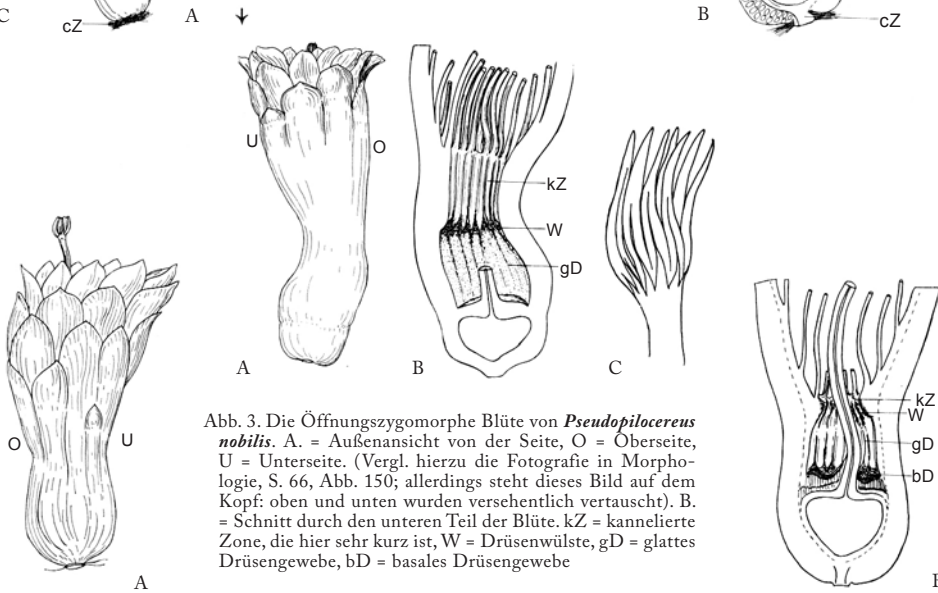 C
cZ
A
B
cZ
U
O
kZ
W
gD
A
B
C
O
U
A
kZ
W
gD
bD
Abb. 3. Die Öffnungszygomorphe Blüte von Pseudopilocereus
nobilis. A. = Außenansicht von der Seite, O = Oberseite,
U = Unterseite. (Vergl. hierzu die Fotografie in Morpho-
logie, S. 66, Abb. 150; allerdings steht dieses Bild auf dem
Kopf: oben und unten wurden versehentlich vertauscht). B.
= Schnitt durch den unteren Teil der Blüte. kZ = kannelierte
Zone, die hier sehr kurz ist, W = Drüsenwülste, gD = glattes
Drüsengewebe, bD = basales Drüsengewebe